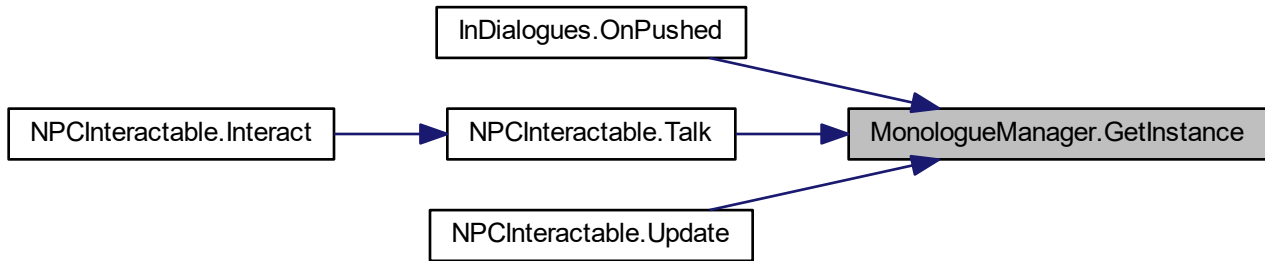 InDialogues.OnPushed
NPCInteractable.Interact
NPCInteractable.Talk
MonologueManager.GetInstance
NPCInteractable.Update